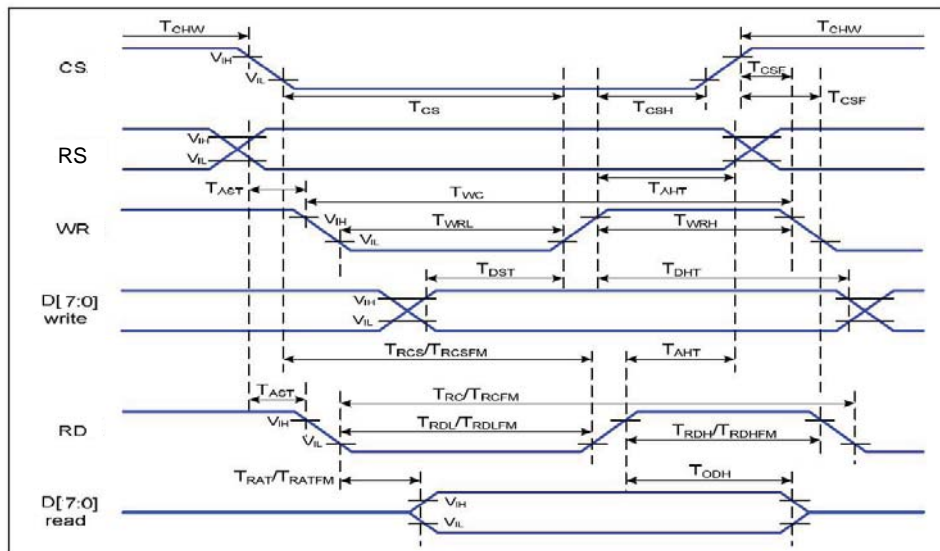 TCHW
TCHW
CS
VIH
VIL
TCSF
TCS
TCSH
TCSF
RS
VIH
VIL
TAST
TWC
TAHT
WR
VIH
VIL
TWRL
TWRH
TDST
TDHT
D[7:0]
write
VIH
VIL
TRCS/TRCSFM
TAHT
TAST
TRC/TRCFM
RD
VIH
VIL
TRDL/TRDLFM
TRDH/TRDHFM
TRAT/TRATFM
TODH
D[7:0]
read
VIH
VIL